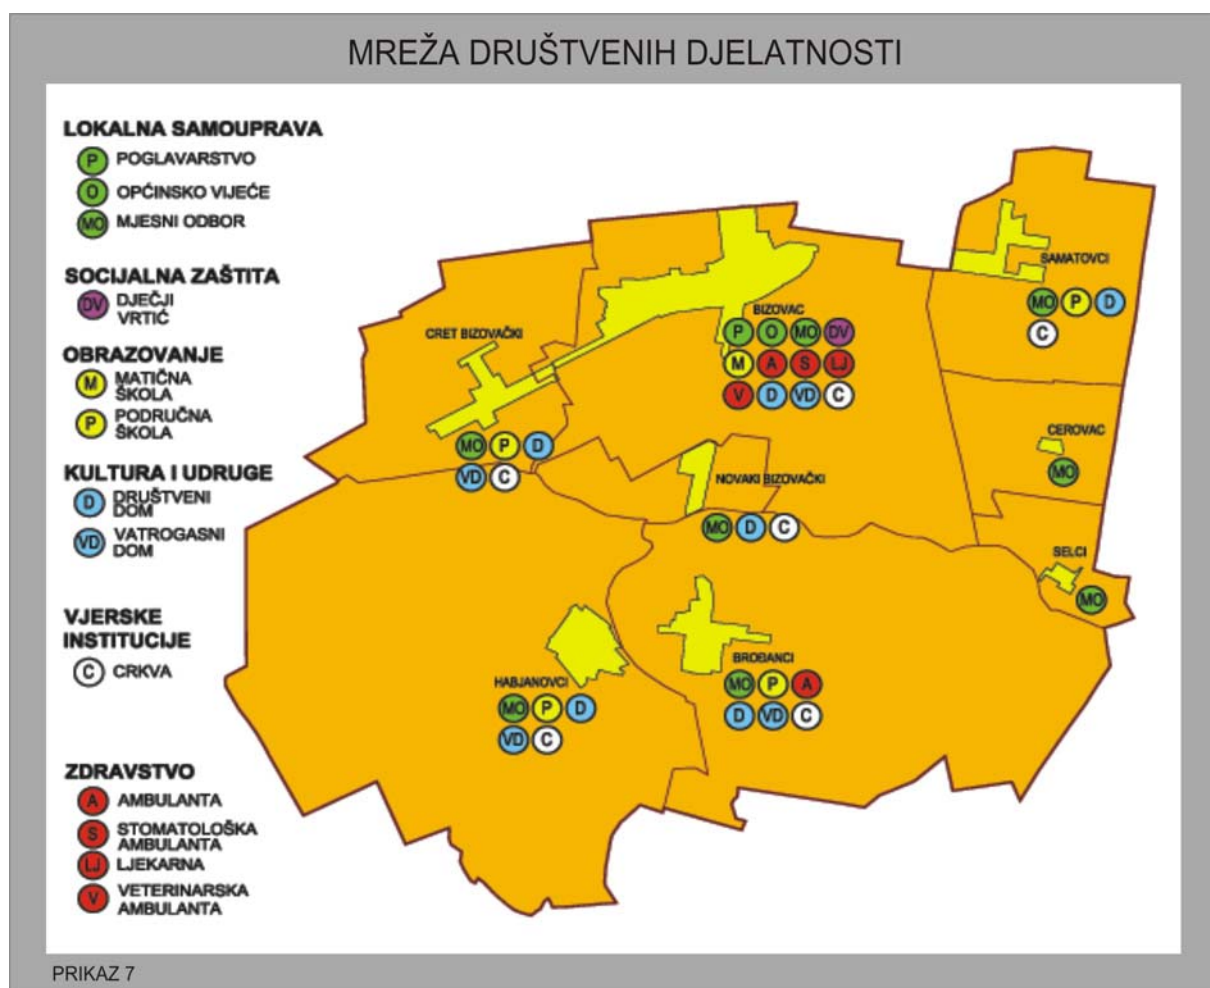 MREŽA DRUŠTVENIH DJELATNOSTI
LOKALNA SAMOUPRAVA
P POGLAVARSTVO
O OPĆINSKO VIJEĆE
MO MJESNI ODBOR
SOCIJALNA ZAŠTITA
DV DJEČJI
VRTIĆ
OBRAZOVANJE
M MATIČNA
ŠKOLA
P PODRUČNA
ŠKOLA
KULTURA I UDRUGE
D DRUŠTVENI
DOM
VD VATROGASNI
DOM
VJERSKE
INSTITUCIJE
C CRKVA
ZDRAVSTVO
A AMBULANTA
S STOMATOLOŠKA
AMBULANTA
LJ LJEKARNA
V VETERINARSKA
AMBULANTA
SAMATOVCI
MO P D
C
BIZOVAC
P O MO DV
M A S LJ
V D VD C
CRET BIZOVAČKI
MO P D
VD C
CEROVAC
MO
NOVAKI BIZOVAČKI
MO D C
SELCI
MO
BROĐANCI
MO P A
D VD C
HABJANOVCI
MO P D
VD C
PRIKAZ 7